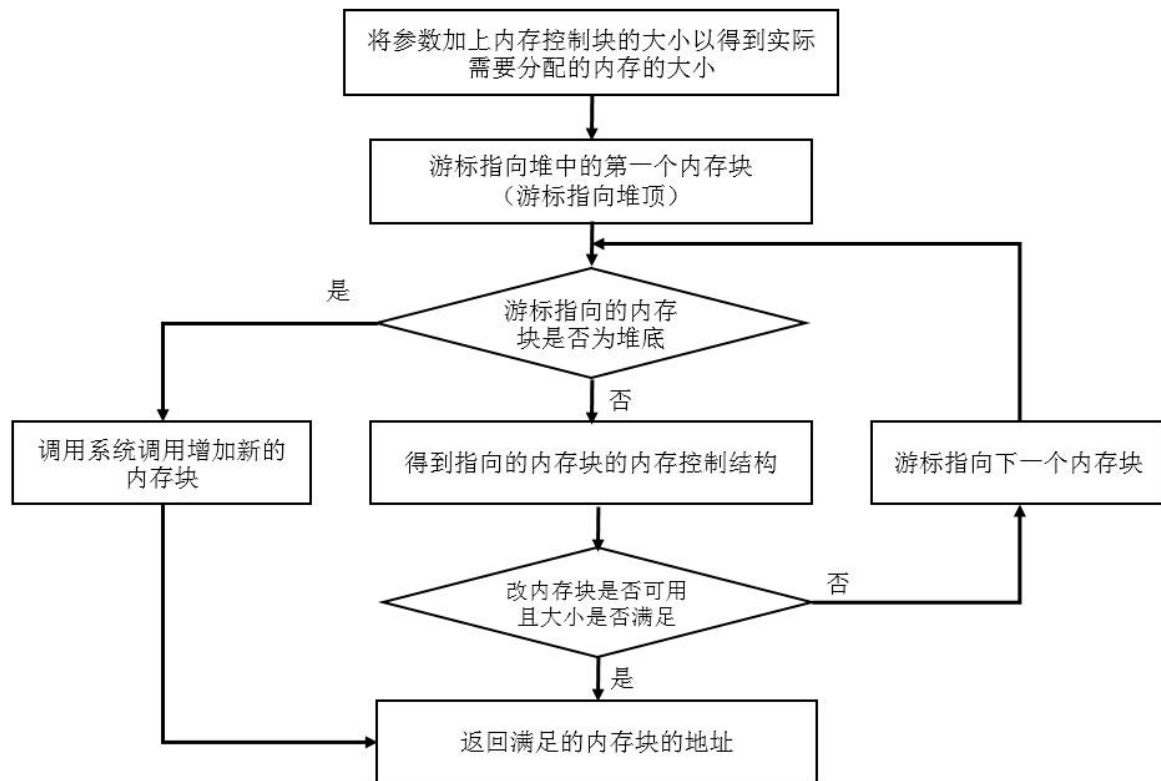 将参数加上内存控制块的大小以得到实际
需要分配的内存的大小
游标指向堆中的第一个内存块
（游标指向堆顶）
是
游标指向的内存
块是否为堆底
否
调用系统调用增加新的
内存块
得到指向的内存块的内存控制结构
游标指向下一个内存块
改内存块是否可用
且大小是否满足
否
是
返回满足的内存块的地址